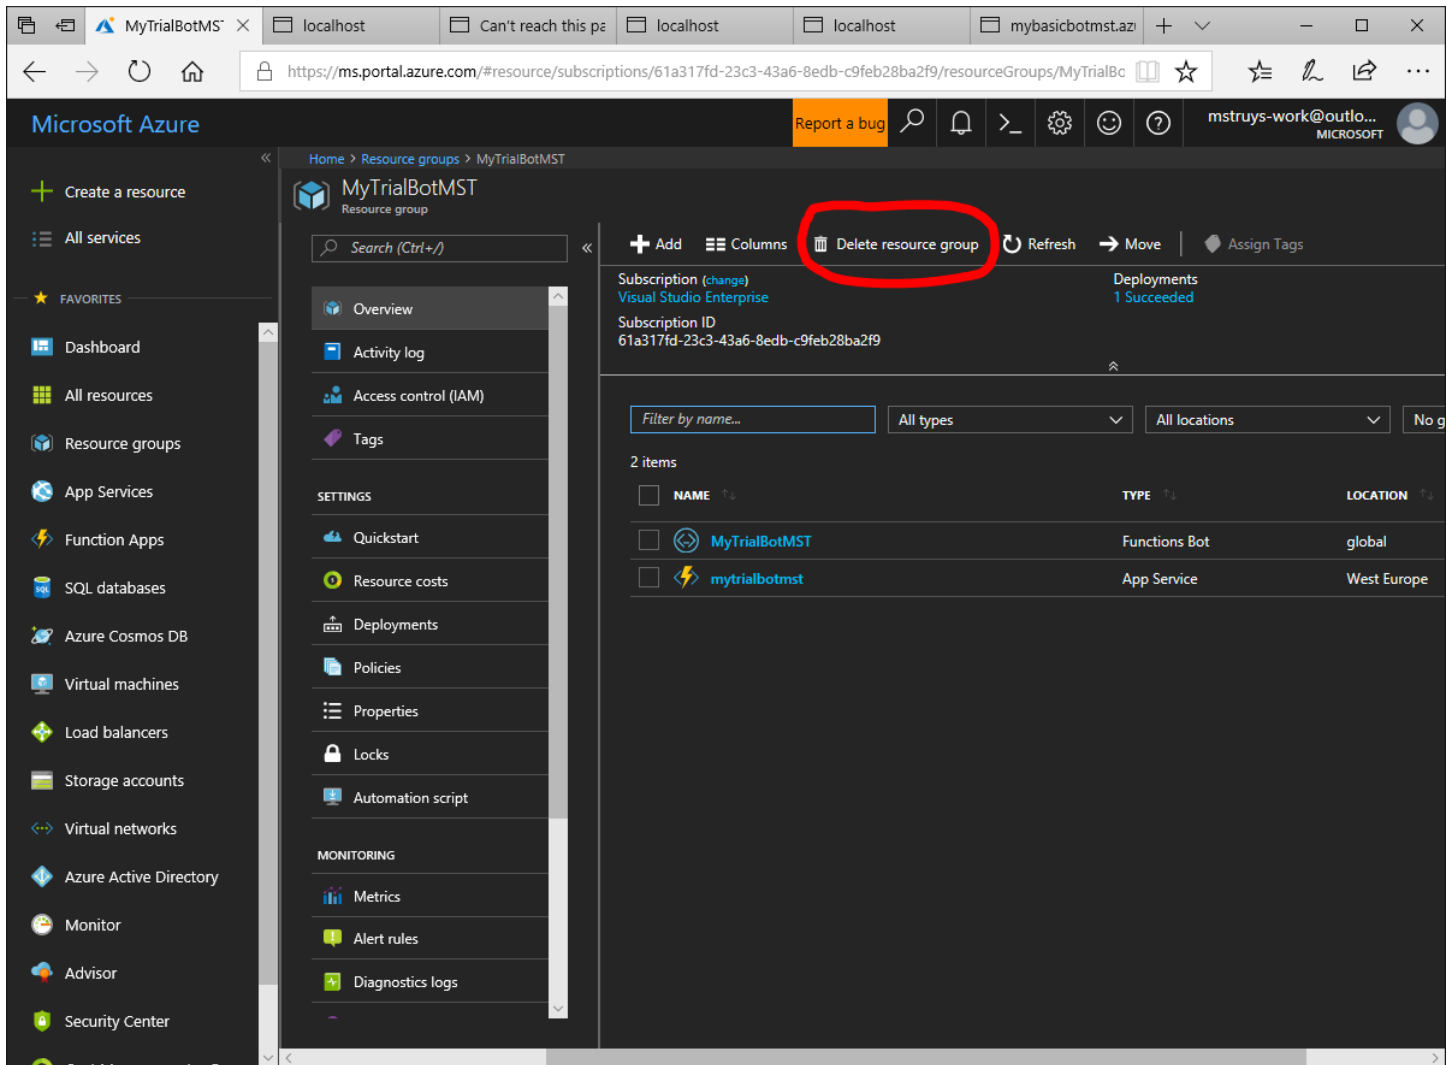 MyTrialBotMS
localhost
Can't reach this pa
localhost
localhost
mybasicbotmst.azu
https://ms.portal.azure.com/#resource/subscriptions/61a317fd-23c3-43a6-8edb-c9feb28ba2f9/resourceGroups/MyTrialBo
Microsoft Azure
Report a bug
mstruys-work@outlo...
MICROSOFT
Home > Resource groups > MyTrialBotMST
MyTrialBotMST
Resource group
Create a resource
All services
FAVORITES
Dashboard
All resources
Resource groups
App Services
Function Apps
SQL databases
Azure Cosmos DB
Virtual machines
Load balancers
Storage accounts
Virtual networks
Azure Active Directory
Monitor
Advisor
Security Center
Search (Ctrl+/)
Overview
Activity log
Access control (IAM)
Tags
SETTINGS
Quickstart
Resource costs
Deployments
Policies
Properties
Locks
Automation script
MONITORING
Metrics
Alert rules
Diagnostics logs
Add Columns Delete resource group Refresh Move Assign Tags
Subscription (change)
Visual Studio Enterprise
Subscription ID
61a317fd-23c3-43a6-8edb-c9feb28ba2f9
Deployments
1 Succeeded
Filter by name... All types All locations No g
2 items
NAME TYPE LOCATION
MyTrialBotMST Functions Bot global
mytrialbotmst App Service West Europe